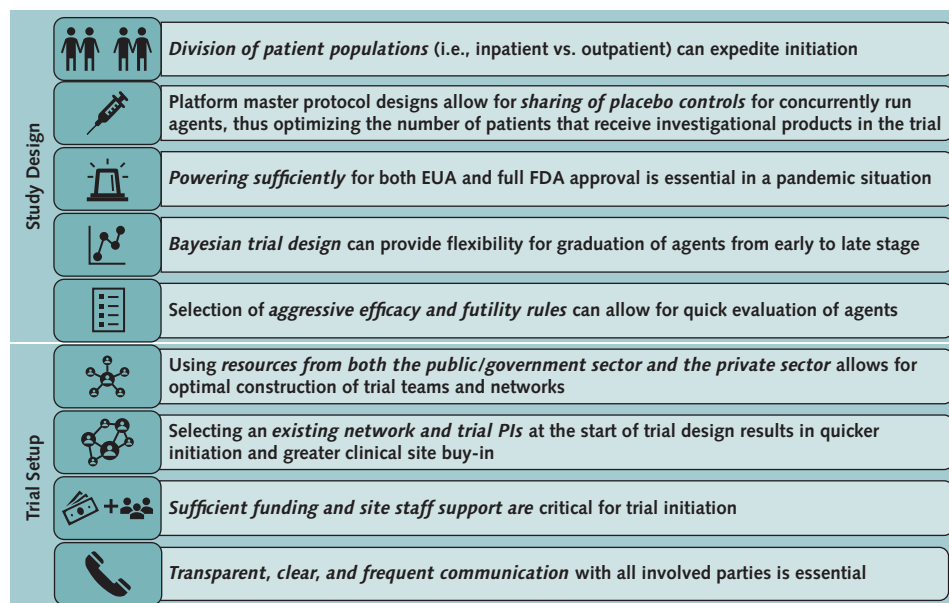 Study Design
Division of patient populations (i.e., inpatient vs. outpatient) can expedite initiation
Platform master protocol designs allow for sharing of placebo controls for concurrently run
agents, thus optimizing the number of patients that receive investigational products in the trial
Powering sufficiently for both EUA and full FDA approval is essential in a pandemic situation
Bayesian trial design can provide flexibility for graduation of agents from early to late stage
Selection of aggressive efficacy and futility rules can allow for quick evaluation of agents
Trial Setup
Using resources from both the public/government sector and the private sector allows for
optimal construction of trial teams and networks
Selecting an existing network and trial PIs at the start of trial design results in quicker
initiation and greater clinical site buy-in
Sufficient funding and site staff support are critical for trial initiation
Transparent, clear, and frequent communication with all involved parties is essential